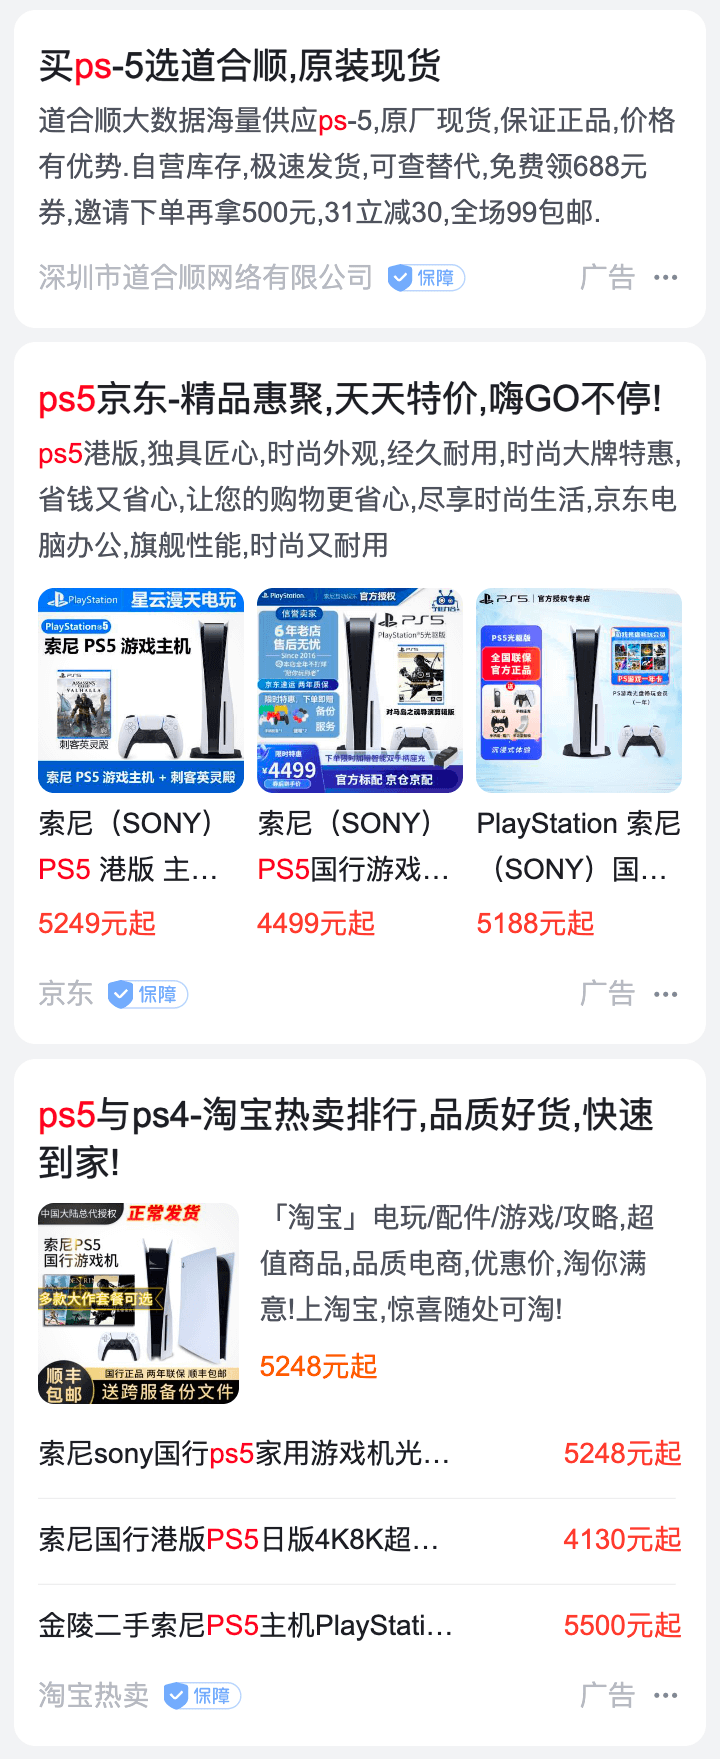 买ps-5选道合顺,原装现货
道合顺大数据海量供应ps-5,原厂现货,保证正品,价格
有优势.自营库存,极速发货,可查替代,免费领688元
券,邀请下单再拿500元,31立减30,全场99包邮.
深圳市道合顺网络有限公司 保障 广告
ps5京东-精品惠聚,天天特价,嗨GO不停!
ps5港版,独具匠心,时尚外观,经久耐用,时尚大牌特惠,
省钱又省心,让您的购物更省心,尽享时尚生活,京东电
脑办公,旗舰性能,时尚又耐用
PlayStation 星云漫天电玩
PlayStation®5
索尼 PS5 游戏主机
VALHALLA
刺客英灵殿
索尼 PS5 游戏主机 + 刺客英灵殿
PlayStation. 索尼互动娱乐 官方授权
信誉卖家
6年老店
售后无忧
Since 2016
京东速运 两年质保
限时特惠,下单即赠
备份
服务
PS5
PlayStation®5光驱版
对马岛之魂导演剪辑版
限时特惠
¥4499
官方标配 京仓京配
PS5. 官方授权专卖店
PS5光驱版
全国联保
官方正品
沉浸式体验
PS游戏一年卡
PS游戏光盘畅玩会员
(一年)
索尼（SONY）
PS5 港版 主…
5249元起
索尼（SONY）
PS5国行游戏…
4499元起
PlayStation 索尼
（SONY）国…
5188元起
京东 保障 广告
ps5与ps4-淘宝热卖排行,品质好货,快速
到家!
中国大陆总代授权 正常发货
索尼PS5
国行游戏机
多款大作套餐可选
顺丰
包邮
国行正品 两年联保 顺丰包邮
送跨服备份文件
「淘宝」电玩/配件/游戏/攻略,超
值商品,品质电商,优惠价,淘你满
意!上淘宝,惊喜随处可淘!
5248元起
索尼sony国行ps5家用游戏机光… 5248元起
索尼国行港版PS5日版4K8K超… 4130元起
金陵二手索尼PS5主机PlayStati… 5500元起
淘宝热卖 保障 广告